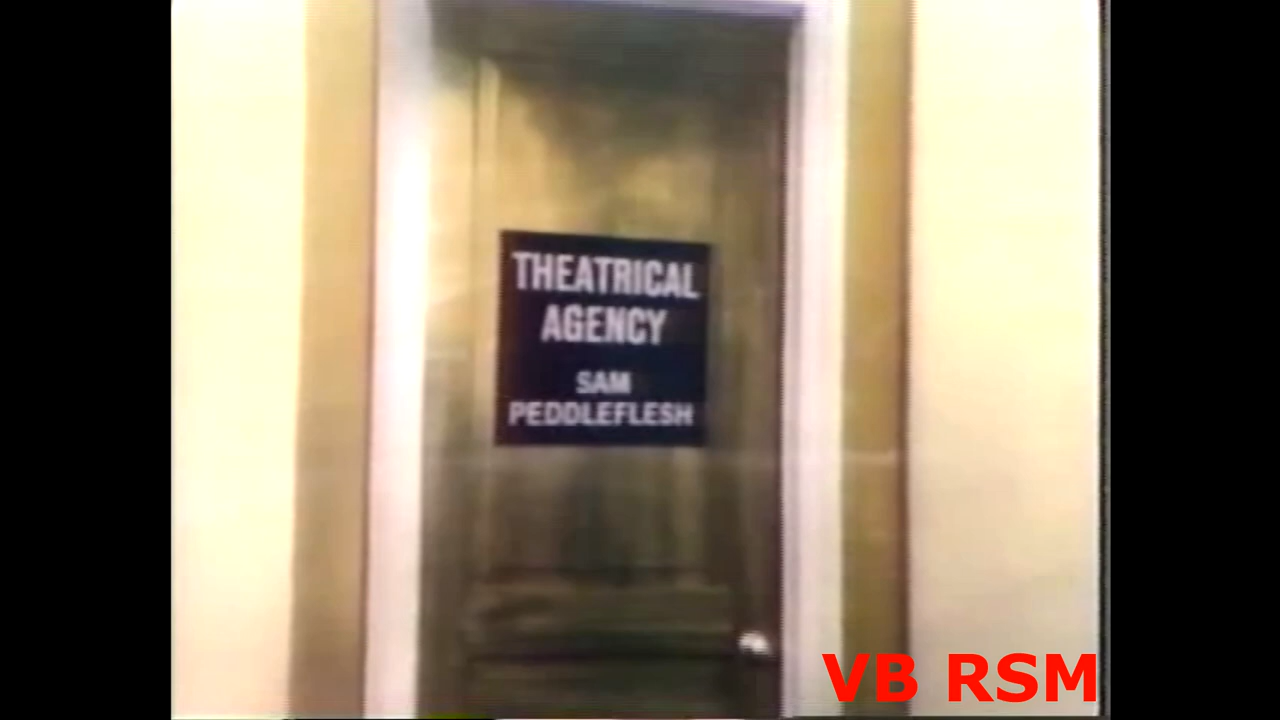 THEATRICAL
AGENCY
SAM
PEDDLEFLESH
VB RSM